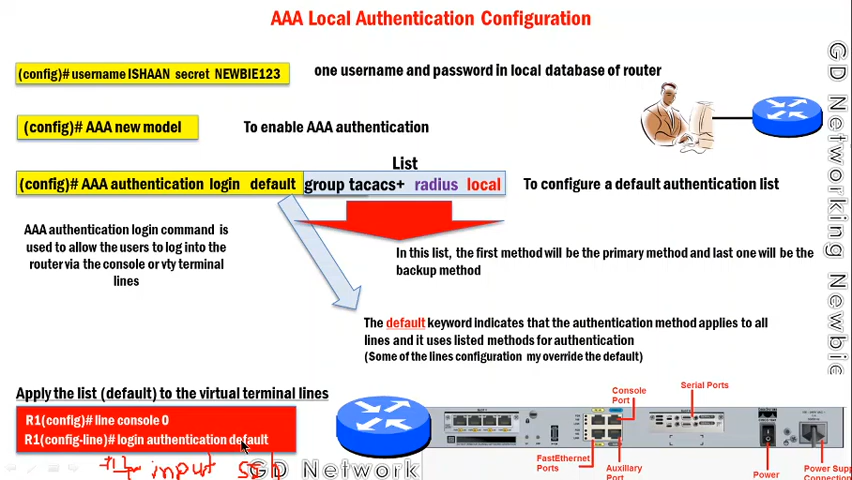 AAA Local Authentication Configuration
(config)# username ISHAAN secret NEWBIE123
one username and password in local database of router
(config)# AAA new model
To enable AAA authentication
List
(config)# AAA authentication login default group tacacs+ radius local
To configure a default authentication list
AAA authentication login command is
used to allow the users to log into the
router via the console or vty terminal
lines
In this list, the first method will be the primary method and last one will be the
backup method
The default keyword indicates that the authentication method applies to all
lines and it uses listed methods for authentication
(Some of the lines configuration my override the default)
Apply the list (default) to the virtual terminal lines
R1(config)# line console 0
R1(config-line)# login authentication default
input
GD Network
Console
Port
Serial Ports
FastEthernet
Ports
Auxiliary
Port
Power
Power Supp
Connection
GD Networking Newbie